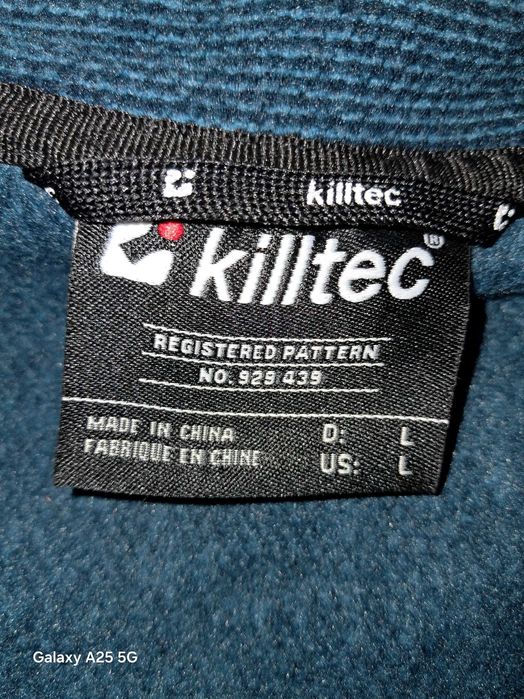 killtec
killtec®
REGISTERED PATTERN
NO. 929 439
MADE IN CHINA D: L
FABRIQUE EN CHINE US: L
Galaxy A25 5G